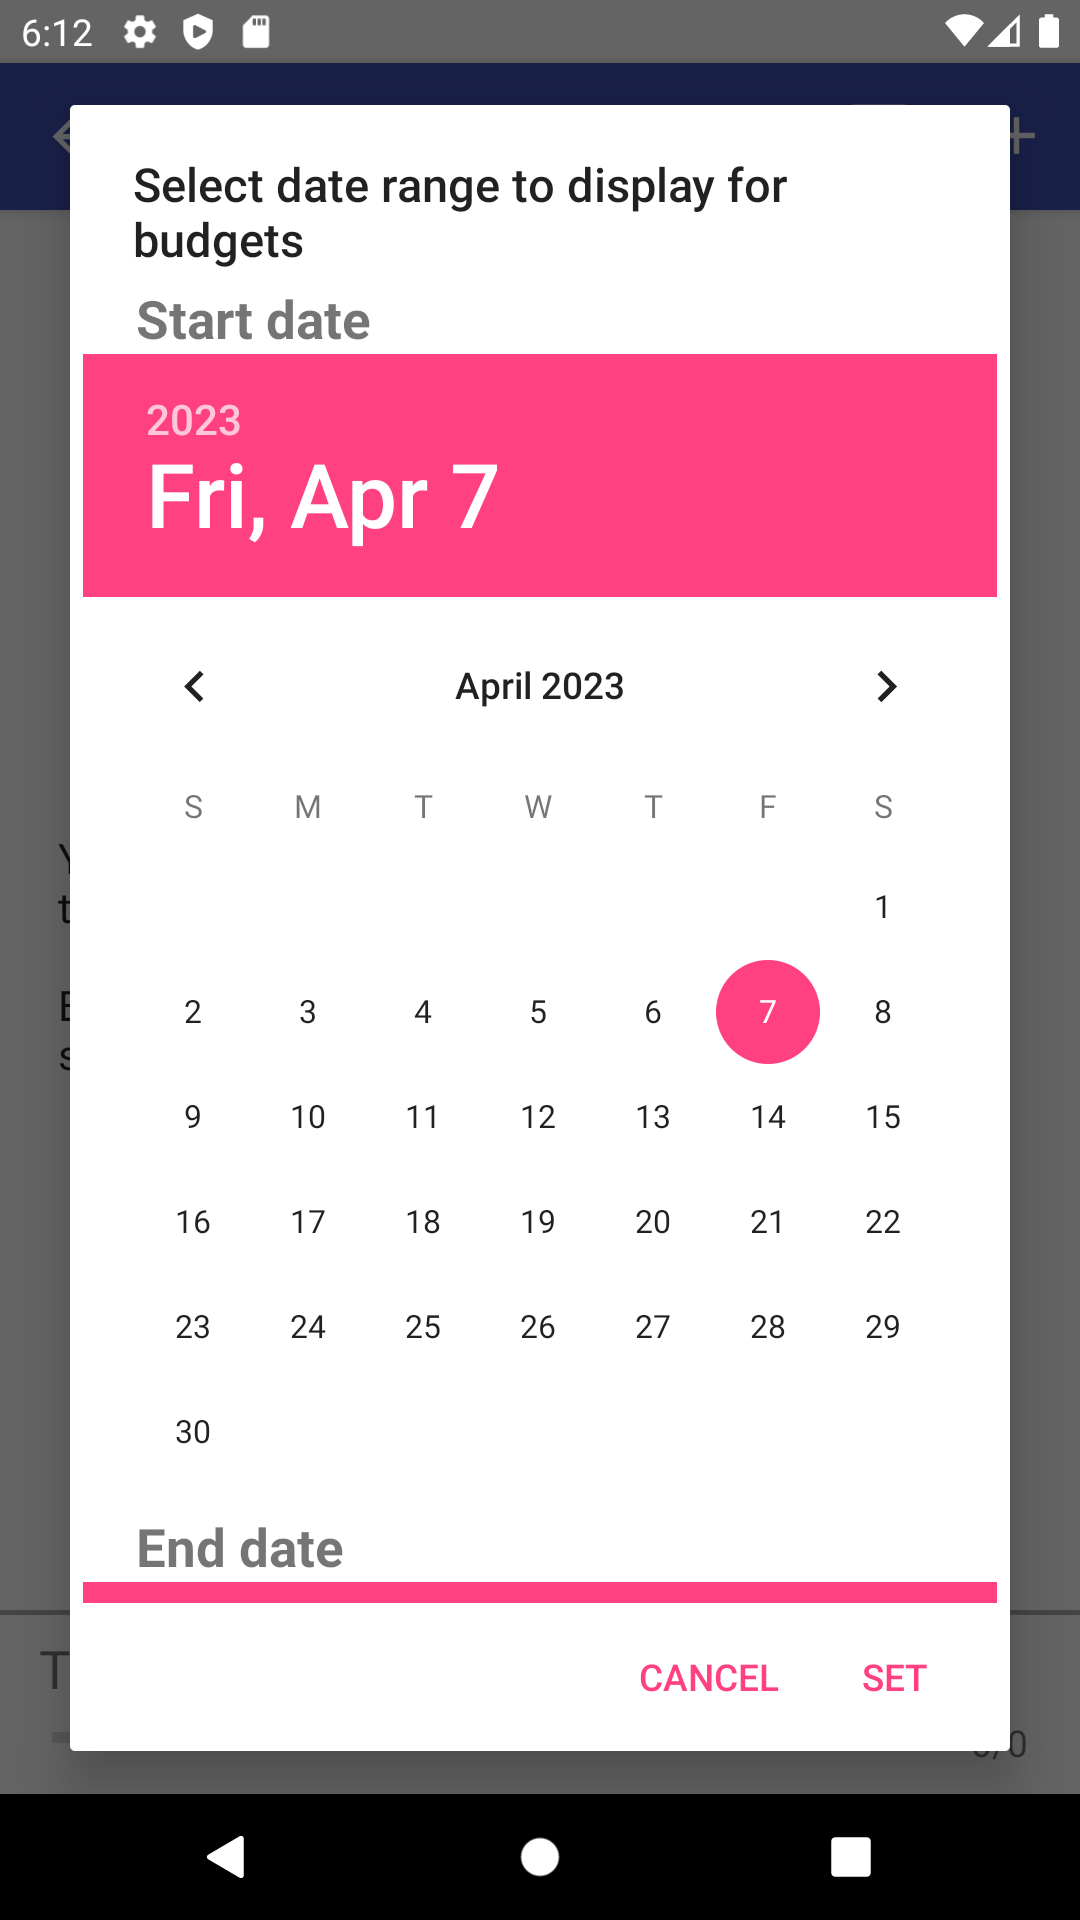 6:12
Select date range to display for
budgets
Start date
2023
Fri, Apr 7
April 2023
S M T W T F S
1
2 3 4 5 6 7 8
9 10 11 12 13 14 15
16 17 18 19 20 21 22
23 24 25 26 27 28 29
30
End date
CANCEL SET